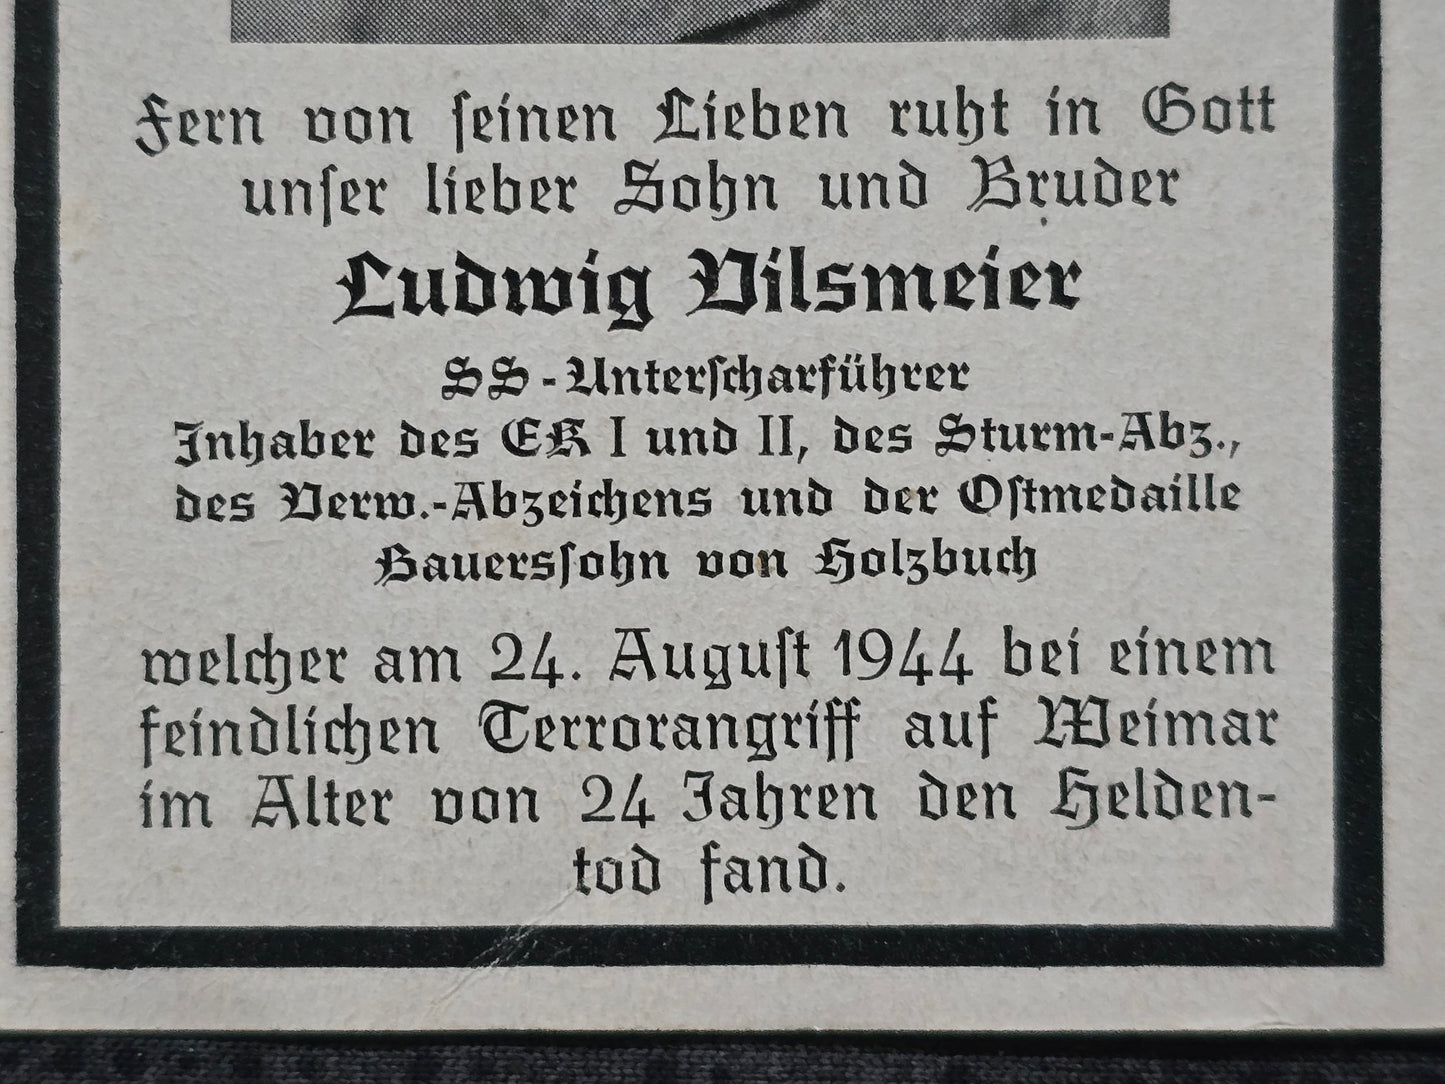 Fern von seinen Lieben ruht in Gott
unser lieber Sohn und Bruder
Ludwig Vilsmeier
SS-Unterscharführer
Inhaber des EK I und II, des Sturm-Abz.,
des Verw.-Abzeichens und der Ostmedaille
Bauerssohn von Holzbuch
welcher am 24. August 1944 bei einem
feindlichen Terrorangriff auf Weimar
im Alter von 24 Jahren den Helden-
tod fand.